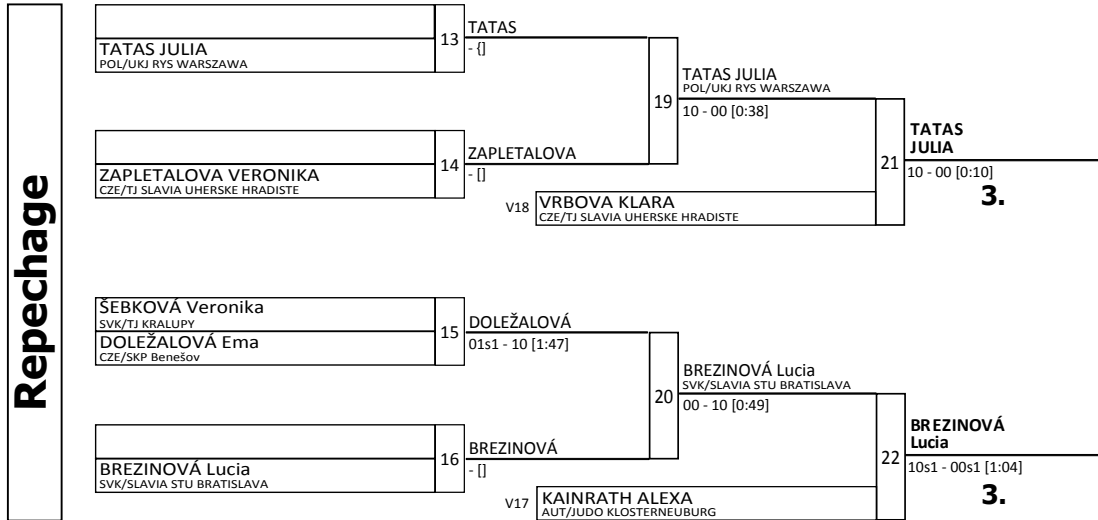 Repechage
13
TATAS JULIA
POL/UKJ RYS WARSZAWA
TATAS
- {]
14
ZAPLETALOVA VERONIKA
CZE/TJ SLAVIA UHERSKE HRADISTE
ZAPLETALOVA
- []
19
TATAS JULIA
POL/UKJ RYS WARSZAWA
10 - 00 [0:38]
V18
VRBOVA KLARA
CZE/TJ SLAVIA UHERSKE HRADISTE
21
TATAS
JULIA
10 - 00 [0:10]
3.
ŠEBKOVÁ Veronika
SVK/TJ KRALUPY
15
DOLEŽALOVÁ Ema
CZE/SKP Benešov
DOLEŽALOVÁ
01s1 - 10 [1:47]
16
BREZINOVÁ Lucia
SVK/SLAVIA STU BRATISLAVA
BREZINOVÁ
- []
20
BREZINOVÁ Lucia
SVK/SLAVIA STU BRATISLAVA
00 - 10 [0:49]
V17
KAINRATH ALEXA
AUT/JUDO KLOSTERNEUBURG
22
BREZINOVÁ
Lucia
10s1 - 00s1 [1:04]
3.